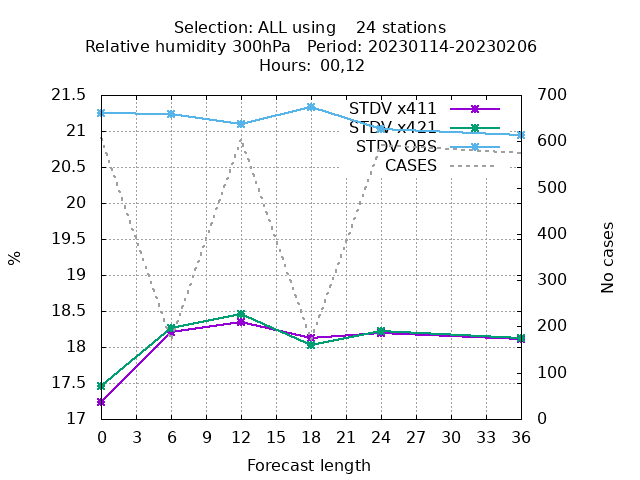 Selection: ALL using    24 stations
Relative humidity 300hPa   Period: 20230114-20230206
Hours:  00,12
STDV x411
STDV x421
STDV OBS
CASES
21.5
21
20.5
20
19.5
19
18.5
18
17.5
17
700
600
500
400
300
200
100
0
%
No cases
0 3 6 9 12 15 18 21 24 27 30 33 36
Forecast length